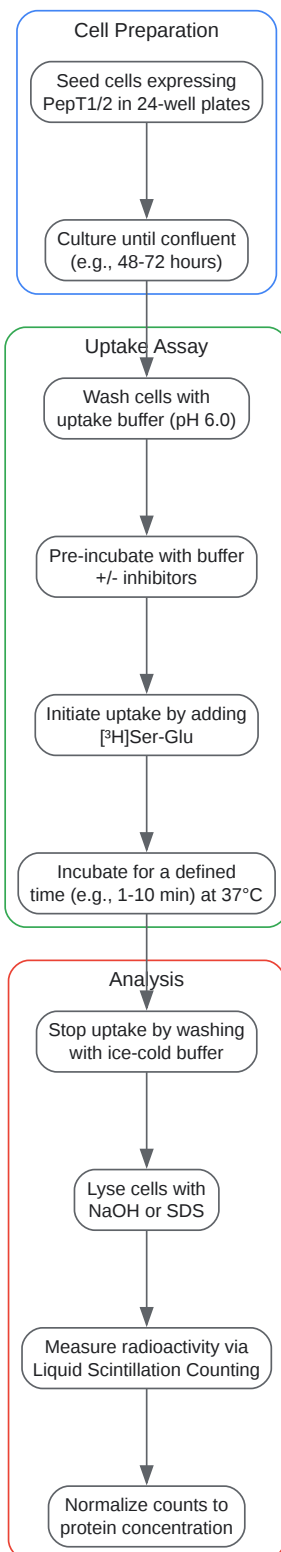 Cell Preparation
Seed cells expressing
PepT1/2 in 24-well plates
Culture until confluent
(e.g., 48-72 hours)
Uptake Assay
Wash cells with
uptake buffer (pH 6.0)
Pre-incubate with buffer
+/- inhibitors
Initiate uptake by adding
[³H]Ser-Glu
Incubate for a defined
time (e.g., 1-10 min) at 37°C
Analysis
Stop uptake by washing
with ice-cold buffer
Lyse cells with
NaOH or SDS
Measure radioactivity via
Liquid Scintillation Counting
Normalize counts to
protein concentration